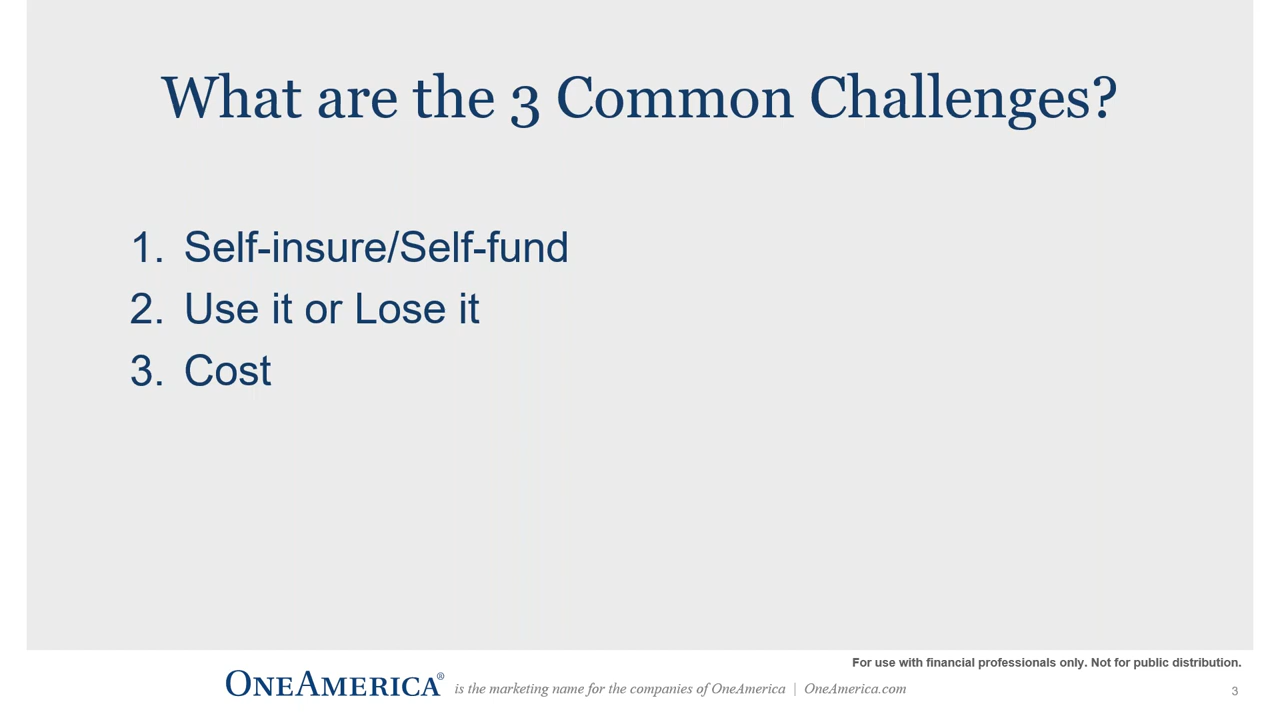 What are the 3 Common Challenges?
1. Self-insure/Self-fund
2. Use it or Lose it
3. Cost
For use with financial professionals only. Not for public distribution.
ONEAMERICA® is the marketing name for the companies of OneAmerica | OneAmerica.com
3